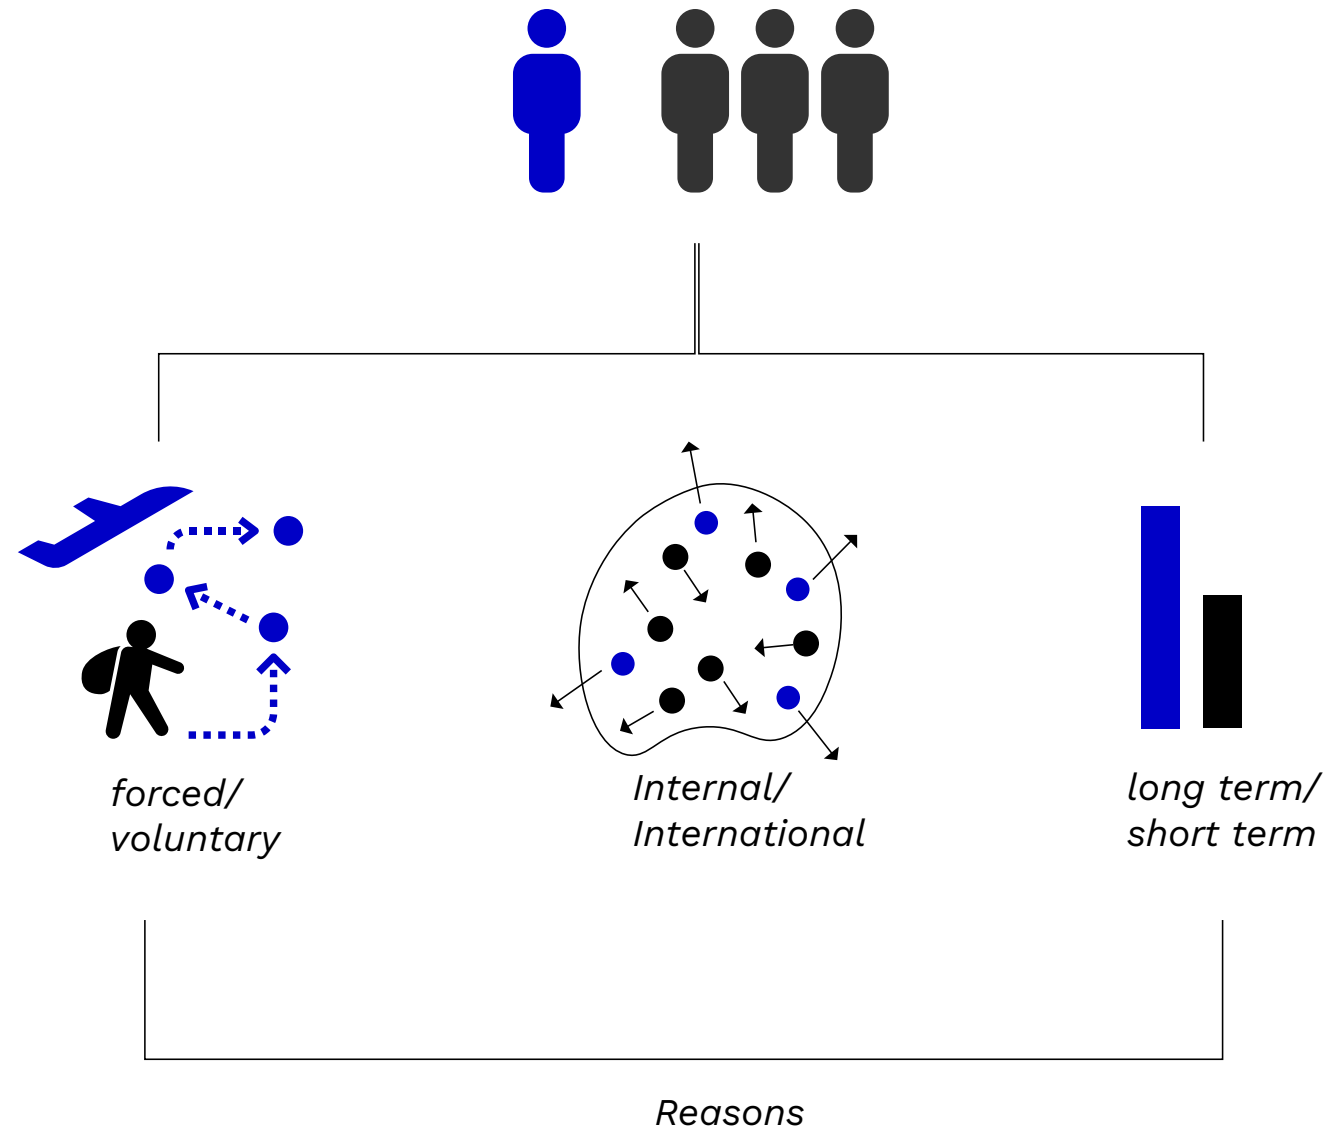 forced/
voluntary
Internal/
International
long term/
short term
Reasons